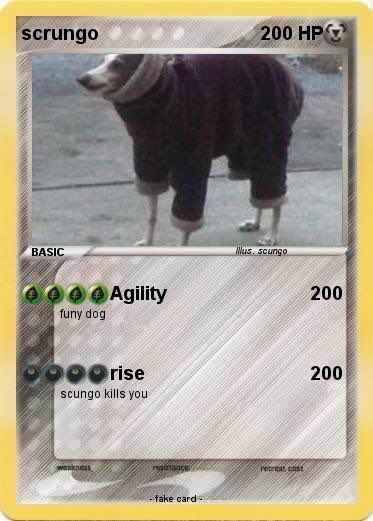 scrungo 200 HP
BASIC Illus. scungo
Agility 200
funy dog
rise 200
scungo kills you
weakness resistance retreat cost
- fake card -